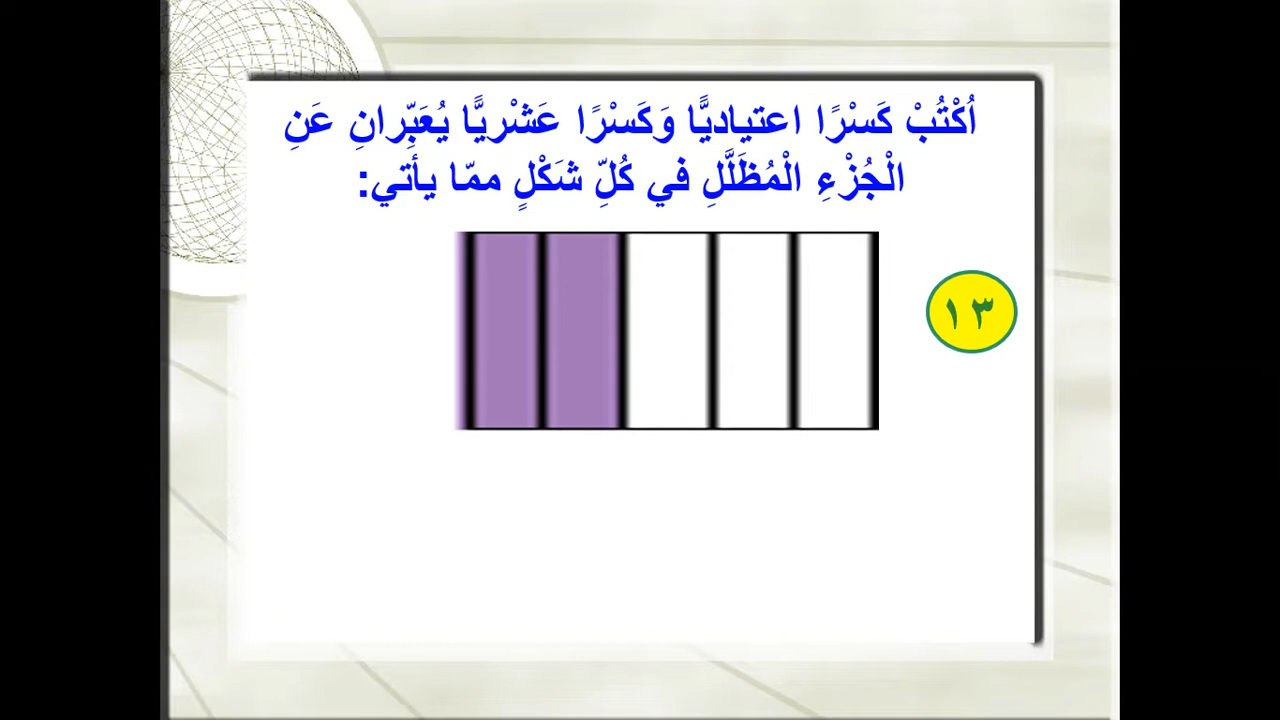 اُكْتُبْ كَسْرًا اعتياديًّا وَكَسْرًا عَشْريًّا يُعَبِّرانِ عَنِ
الْجُزْءِ الْمُظَلَّلِ في كُلِّ شَكْلٍ ممّا يأتي:
١٣